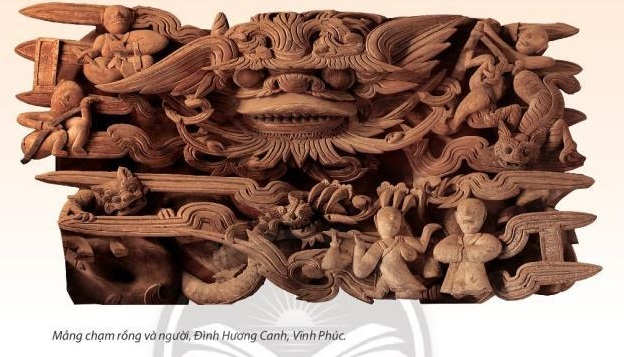 Mảng chạm rồng và người, Đình Hương Canh, Vĩnh Phúc.